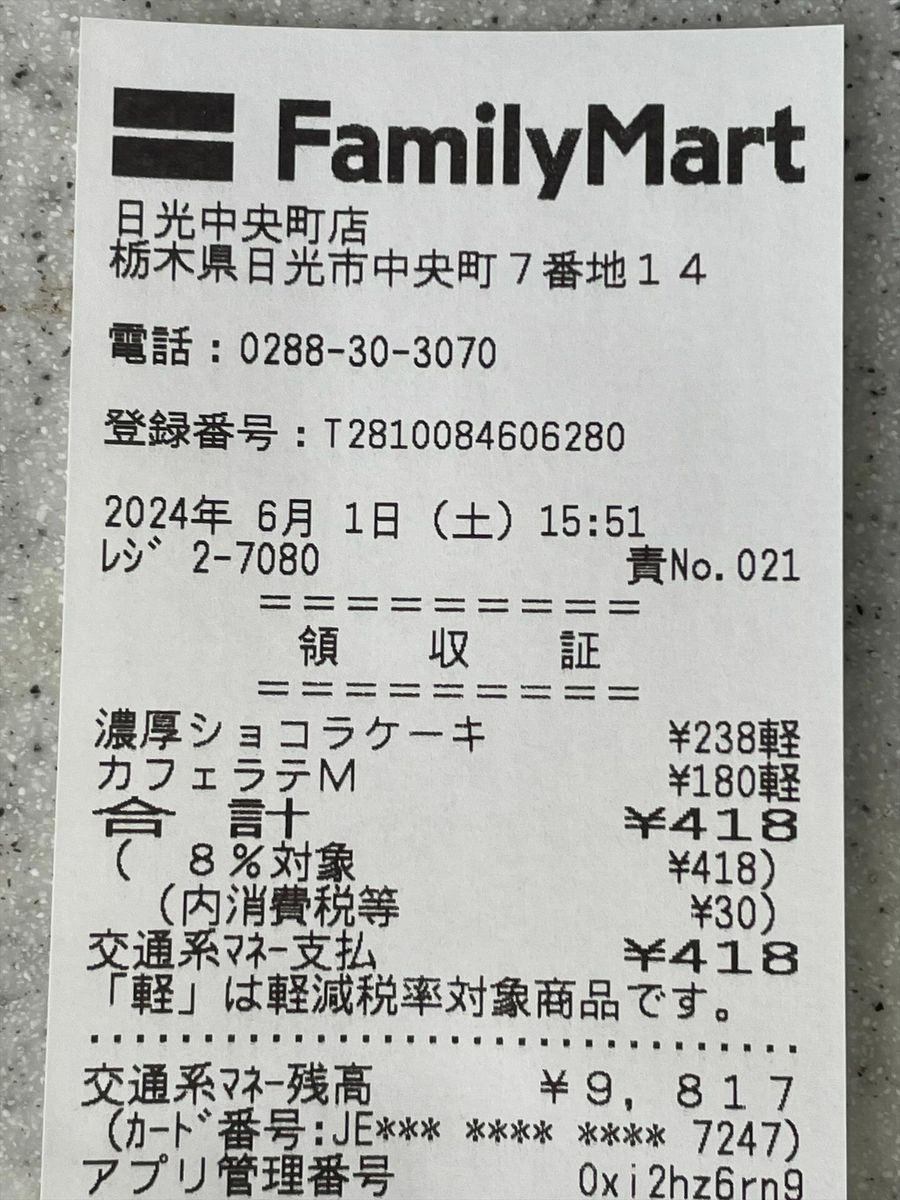 FamilyMart
日光中央町店
栃木県日光市中央町7番地14
電話:0288-30-3070
登録番号:T2810084606280
2024年 6月 1日 (土) 15:51
レジ 2-7080 責No.021
=========
領 収 証
=========
濃厚ショコラケーキ ¥238軽
カフェラテM ¥180軽
合 計 ¥418
( 8%対象 ¥418)
(内消費税等 ¥30)
交通系マネー支払 ¥418
「軽」は軽減税率対象商品です。
交通系マネー残高 ¥9,817
(カード番号:JE*** **** **** 7247)
アプリ管理番号 0xi2hz6rn9